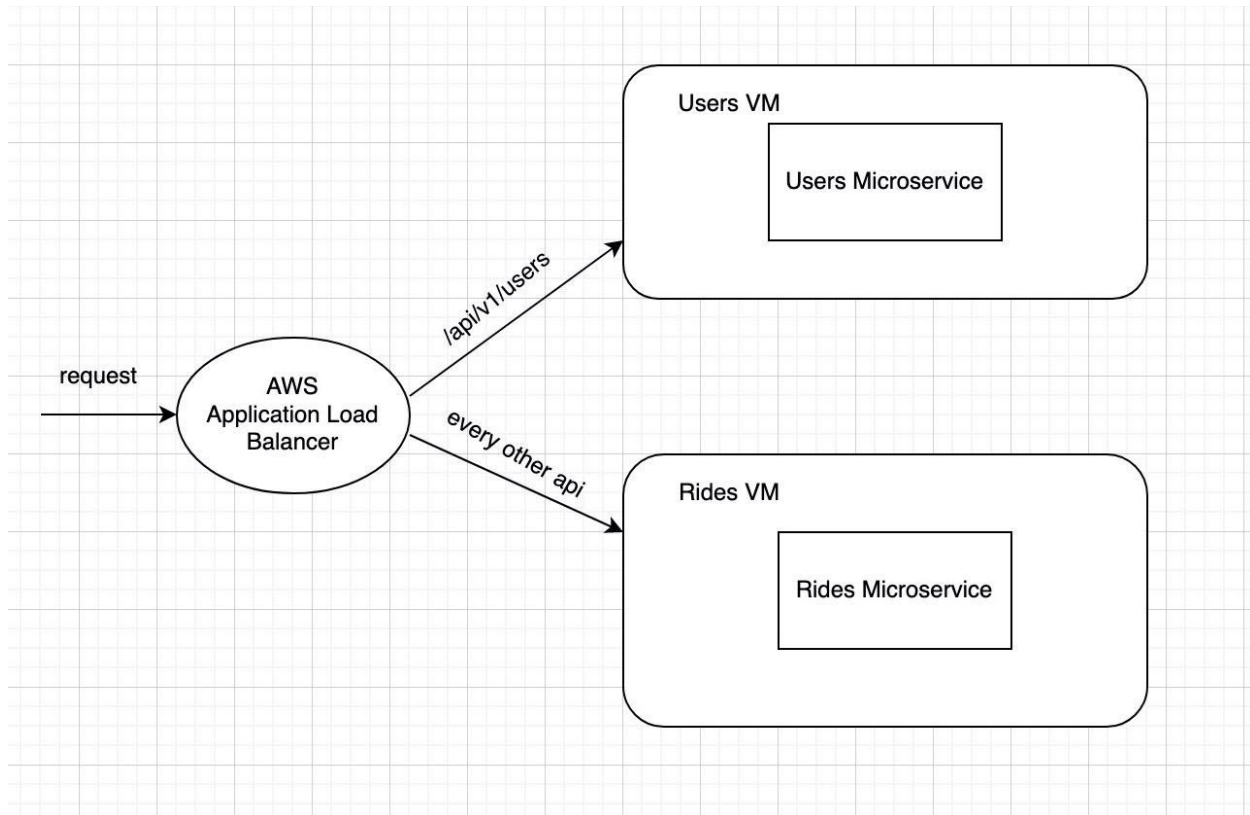 Users VM
Users Microservice
/api/v1/users
request
AWS
Application Load
Balancer
every other api
Rides VM
Rides Microservice